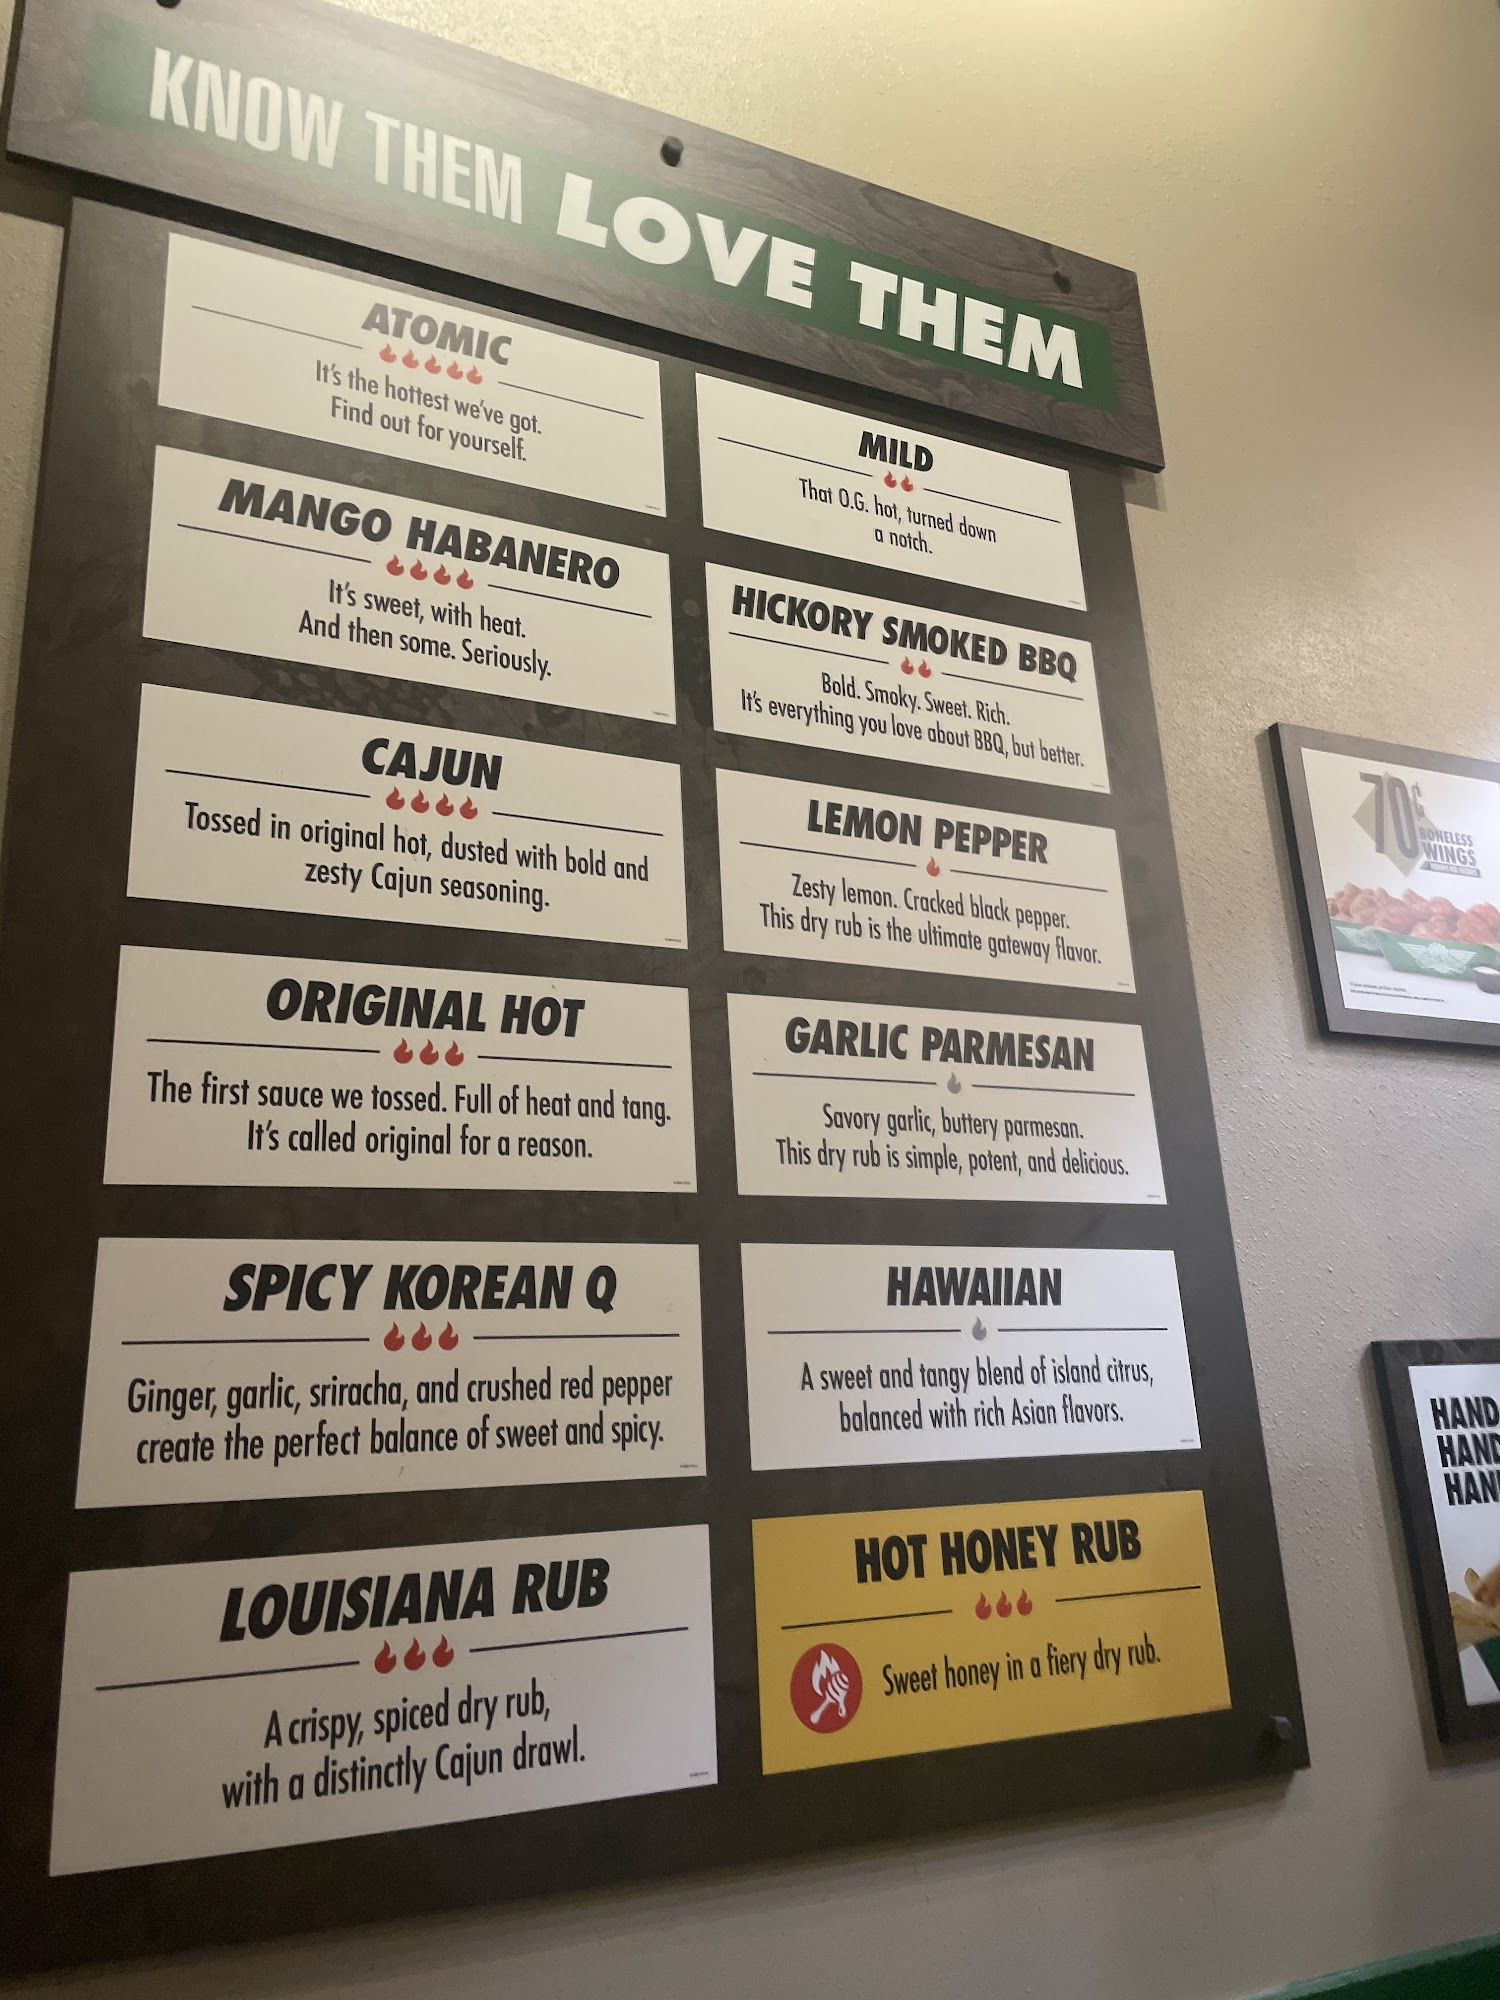 KNOW THEM LOVE THEM
ATOMIC
It's the hottest we've got.
Find out for yourself.
MANGO HABANERO
It's sweet, with heat.
And then some. Seriously.
CAJUN
Tossed in original hot, dusted with bold and
zesty Cajun seasoning.
ORIGINAL HOT
The first sauce we tossed. Full of heat and tang.
It's called original for a reason.
SPICY KOREAN Q
Ginger, garlic, sriracha, and crushed red pepper
create the perfect balance of sweet and spicy.
LOUISIANA RUB
A crispy, spiced dry rub,
with a distinctly Cajun drawl.
MILD
That O.G. hot, turned down
a notch.
HICKORY SMOKED BBQ
Bold. Smoky. Sweet. Rich.
It's everything you love about BBQ, but better.
LEMON PEPPER
Zesty lemon. Cracked black pepper.
This dry rub is the ultimate gateway flavor.
GARLIC PARMESAN
Savory garlic, buttery parmesan.
This dry rub is simple, potent, and delicious.
HAWAIIAN
A sweet and tangy blend of island citrus,
balanced with rich Asian flavors.
HOT HONEY RUB
Sweet honey in a fiery dry rub.
70¢
BONELESS
WINGS
HAND
HAND
HAN